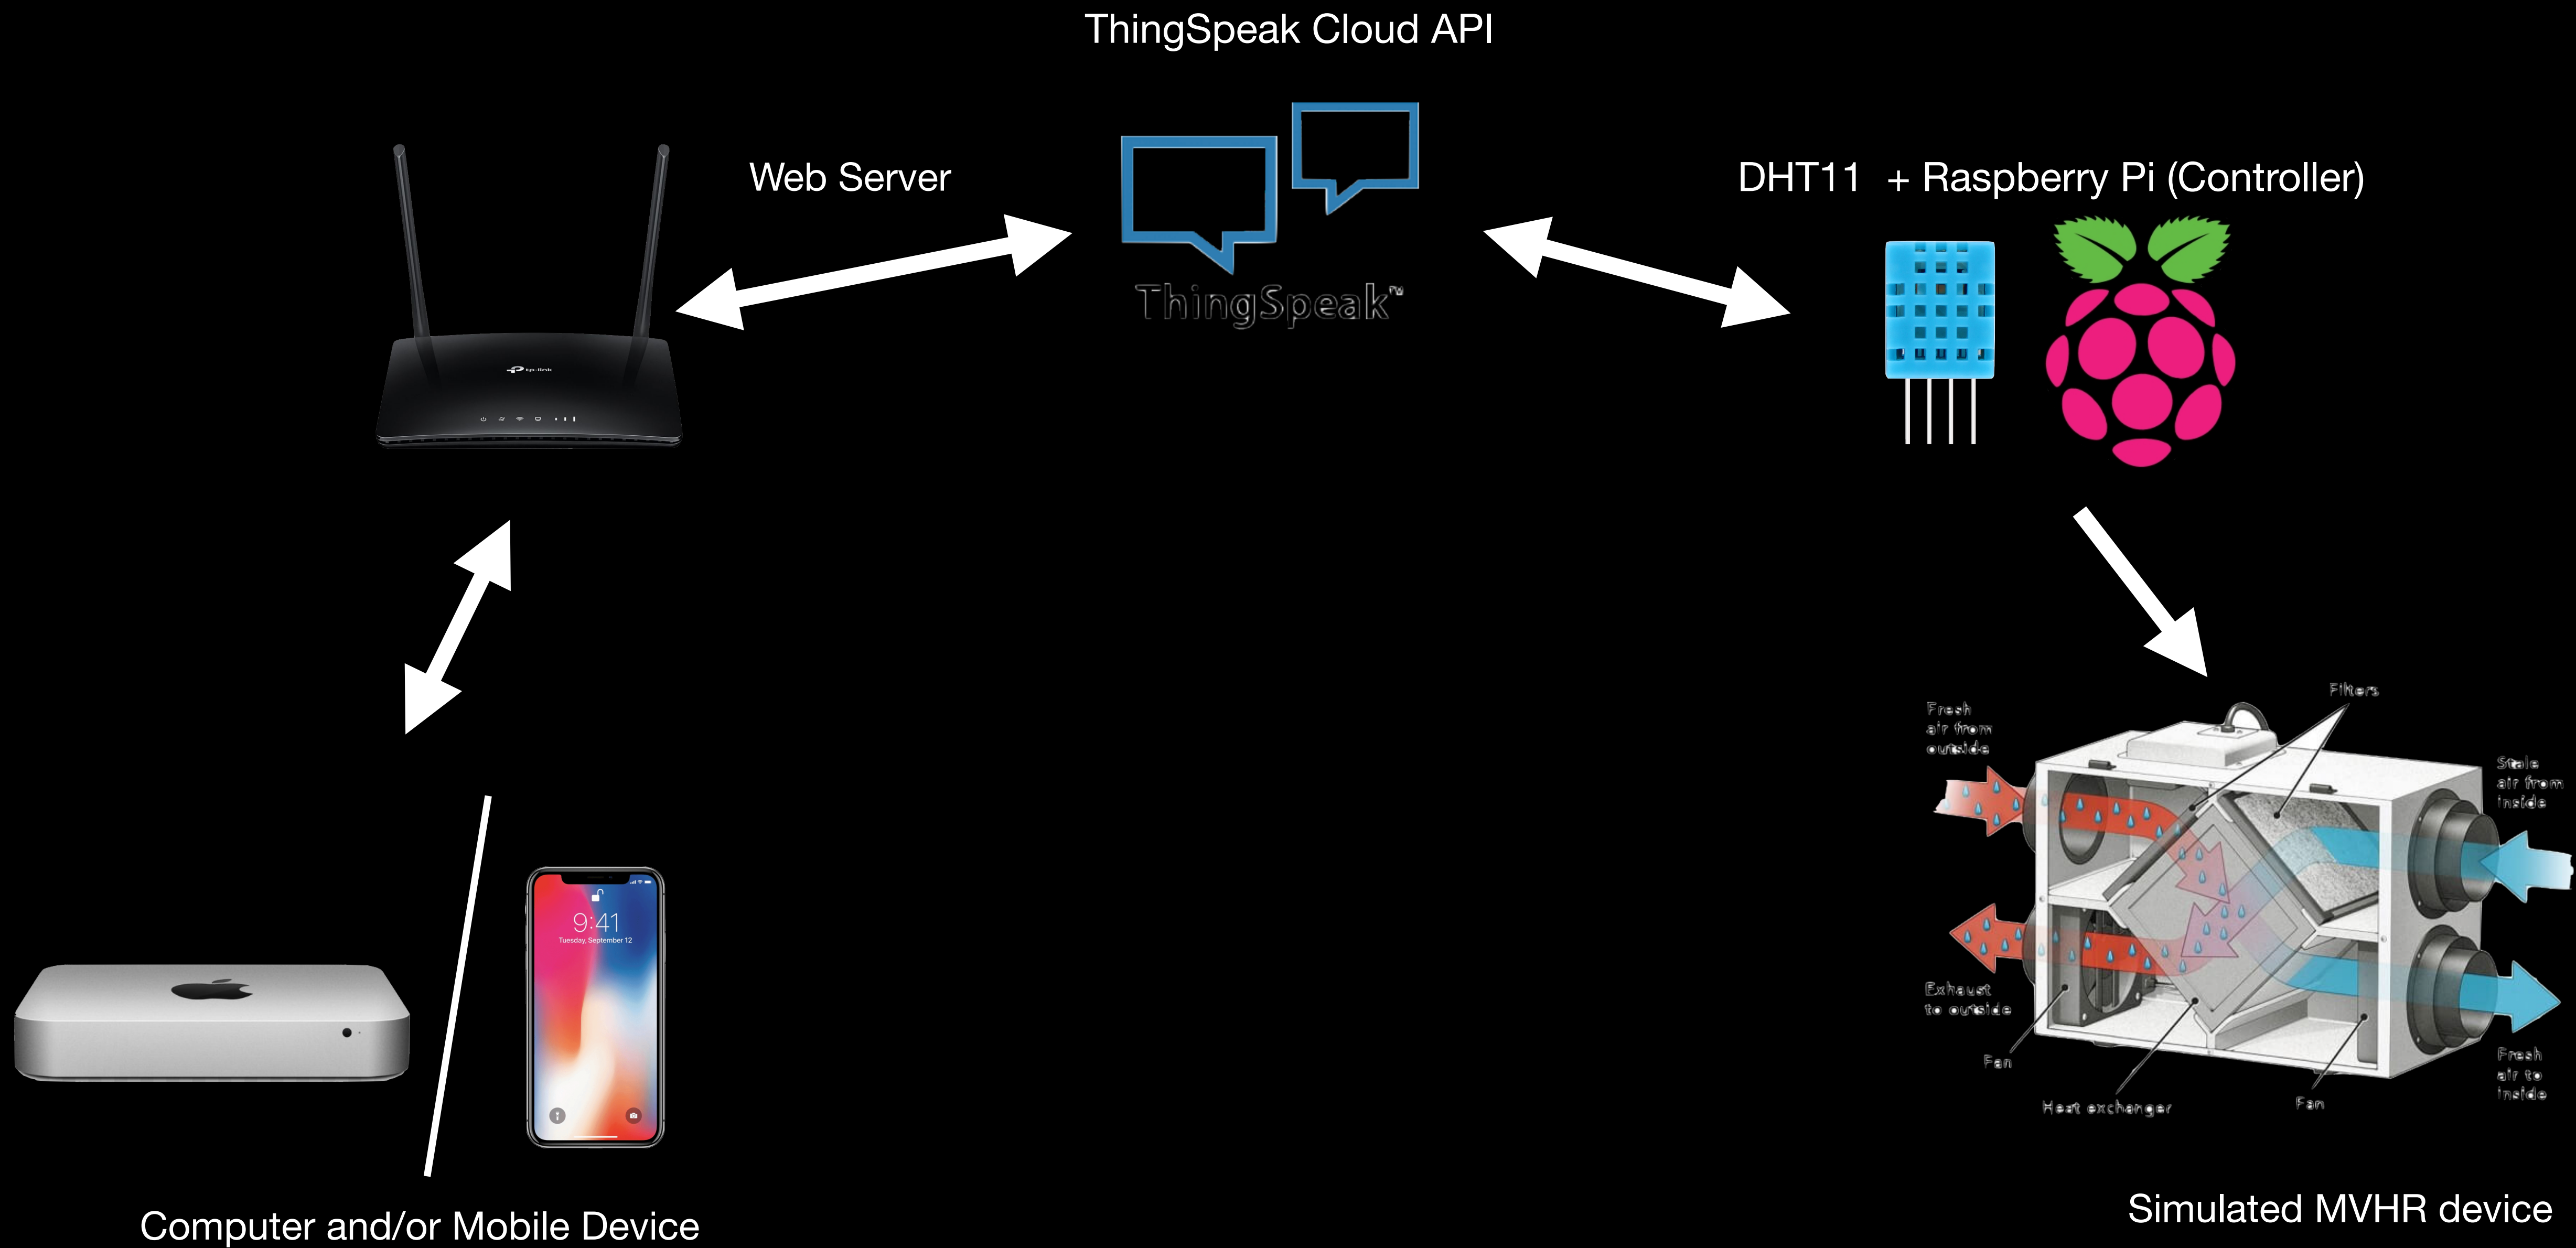 ThingSpeak Cloud API
Web Server
DHT11 + Raspberry Pi (Controller)
ThingSpeak™
tp-link
Filters
Fresh
air from
outside
Stale
air from
inside
9:41
Tuesday, September 12
Exhaust
to outside
Fan
Heat exchanger
Fan
Fresh
air to
inside
Computer and/or Mobile Device
Simulated MVHR device